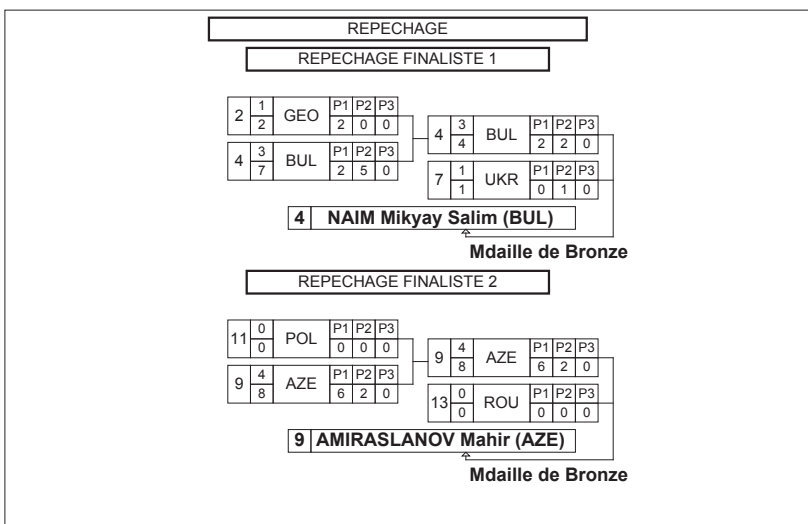 REPECHAGE
REPECHAGE FINALISTE 1
2 1 2 GEO P1 P2 P3 2 0 0
4 3 7 BUL P1 P2 P3 2 5 0
4 3 4 BUL P1 P2 P3 2 2 0
7 1 1 UKR P1 P2 P3 0 1 0
4 NAIM Mikyay Salim (BUL)
Mdaille de Bronze
REPECHAGE FINALISTE 2
11 0 0 POL P1 P2 P3 0 0 0
9 4 8 AZE P1 P2 P3 6 2 0
9 4 8 AZE P1 P2 P3 6 2 0
13 0 0 ROU P1 P2 P3 0 0 0
9 AMIRASLANOV Mahir (AZE)
Mdaille de Bronze